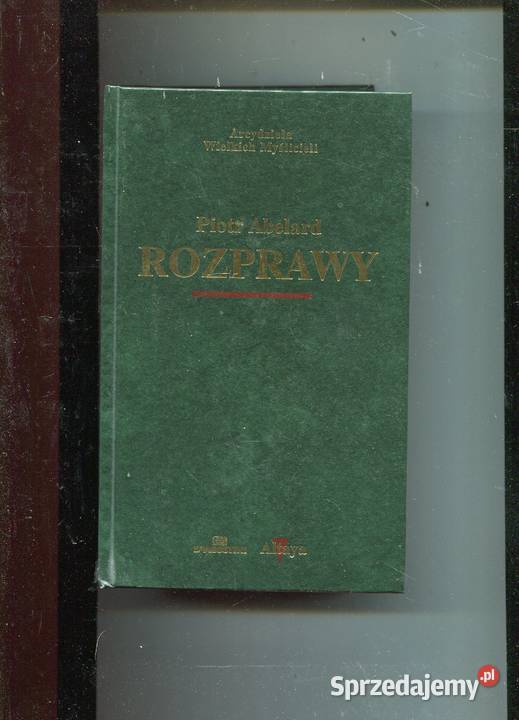 Arcydzieła
Wielkich Myślicieli
Piotr Abelard
ROZPRAWY
Altaya
Sprzedajemy.pl